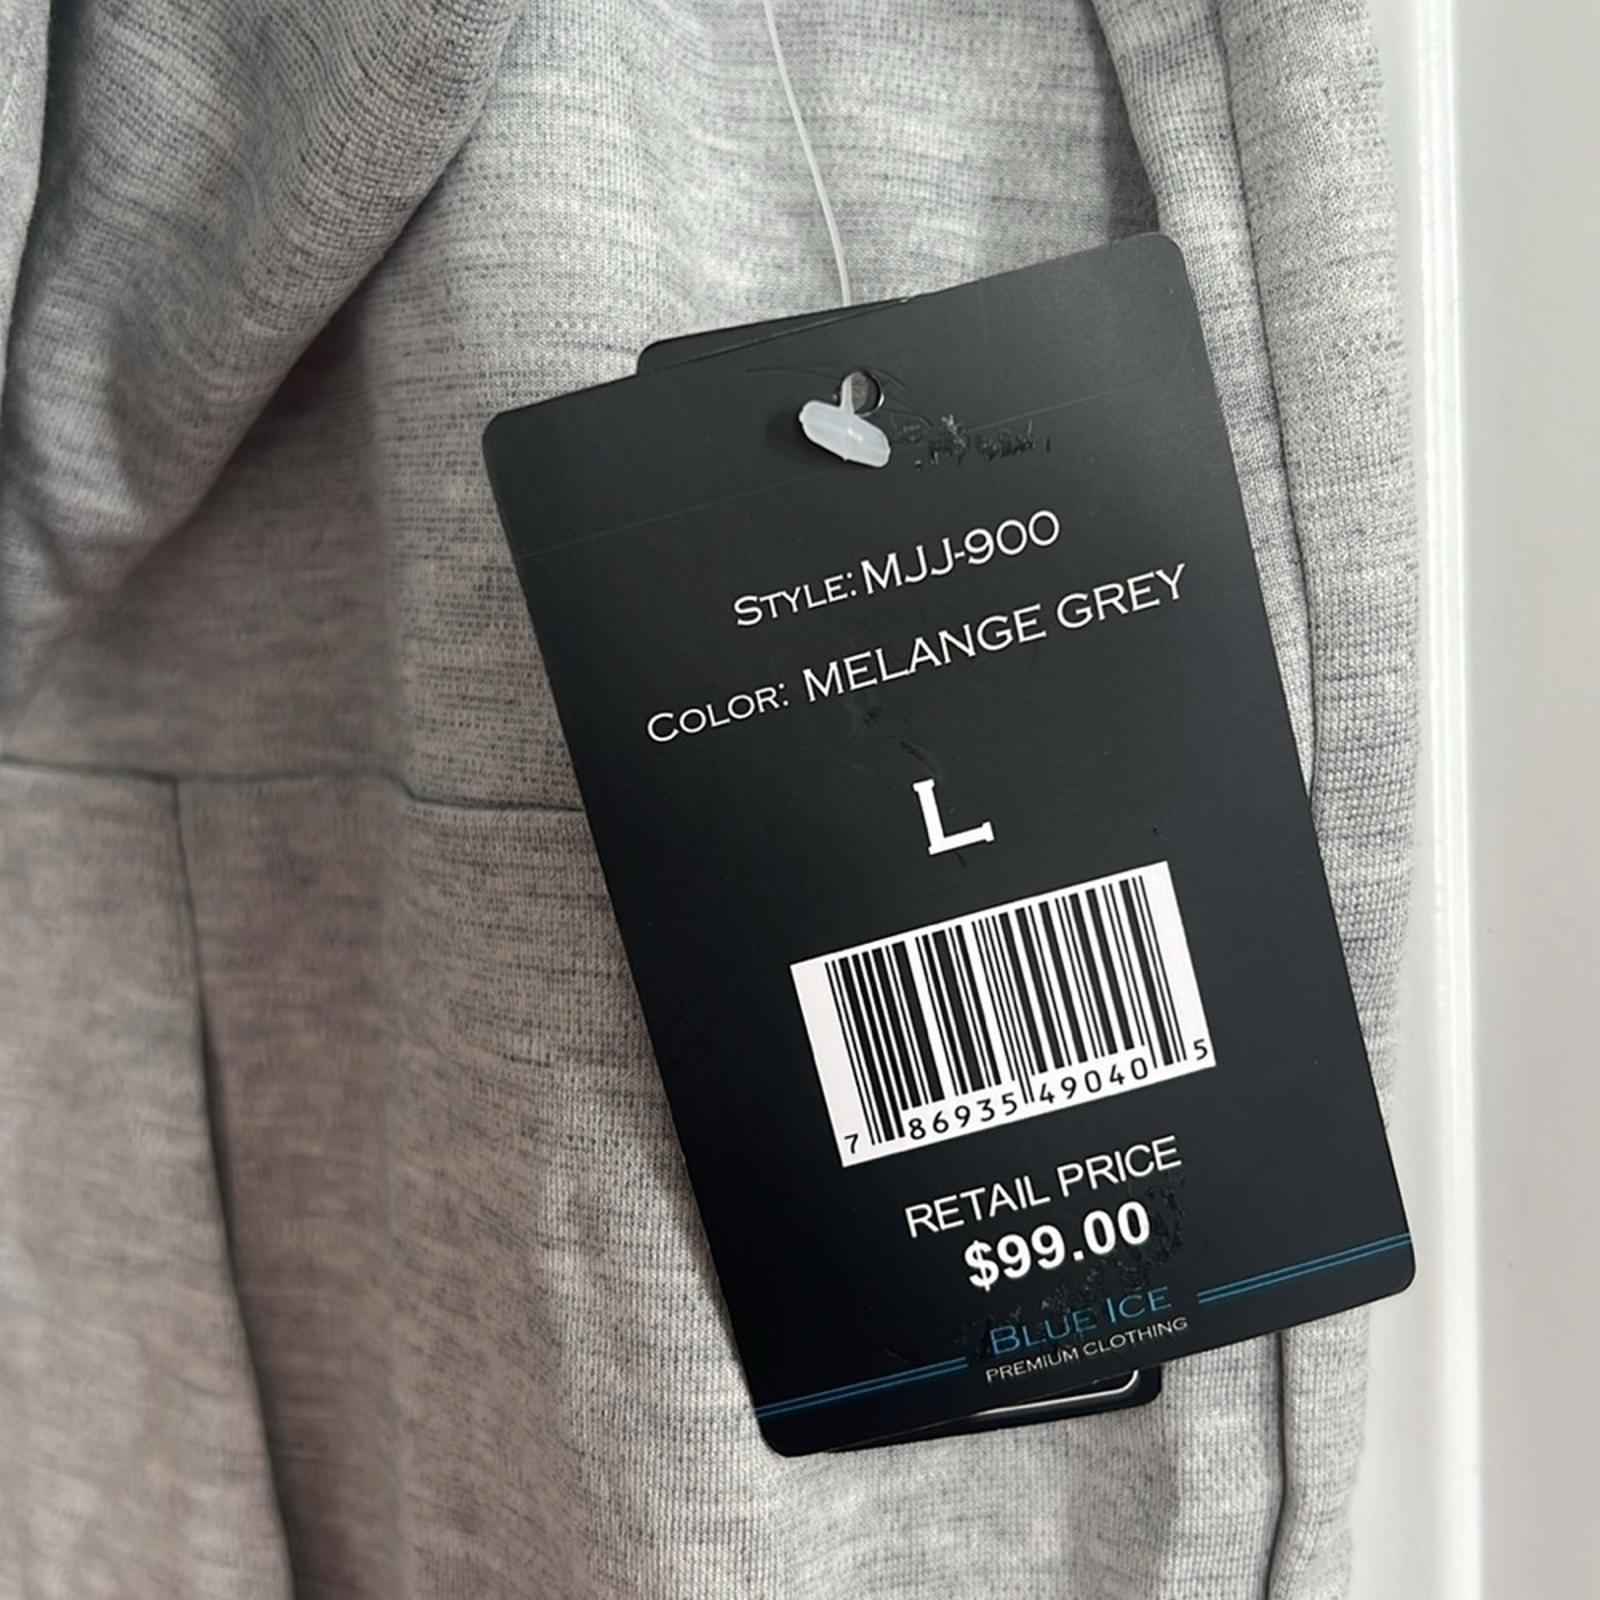 STYLE: MJJ-900
COLOR: MELANGE GREY
L
7 86935 49040 5
RETAIL PRICE
$99.00
BLUE ICE
PREMIUM CLOTHING